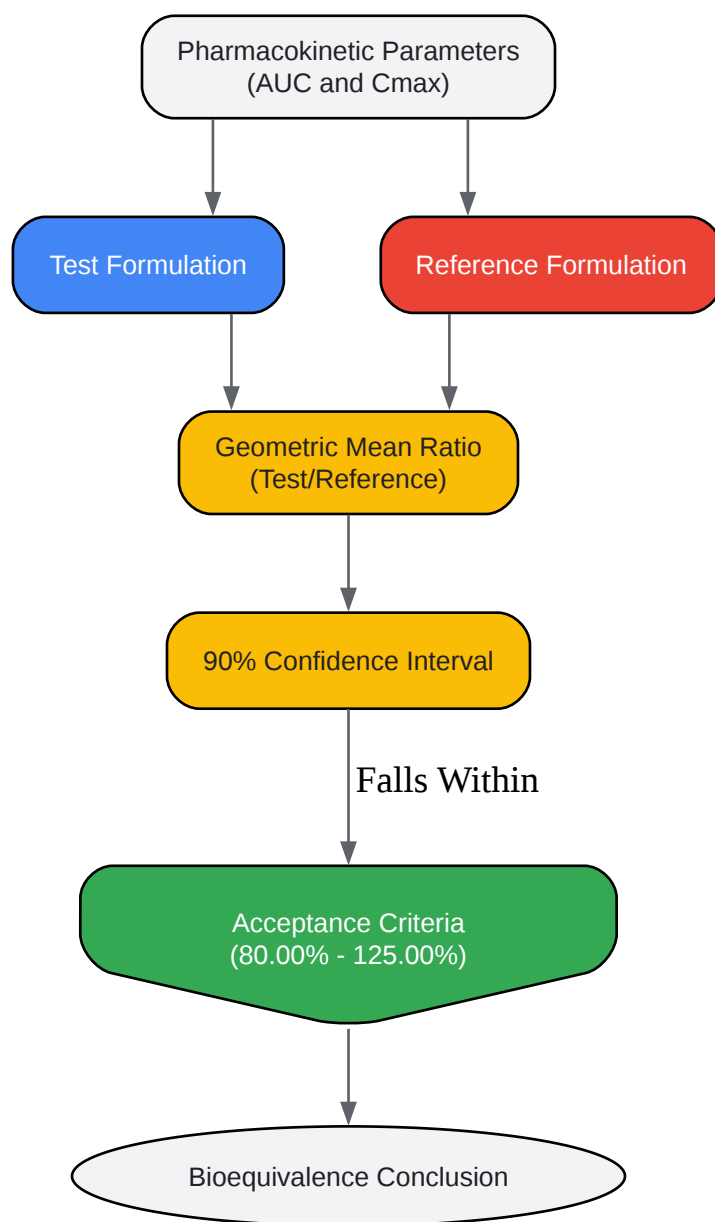 Pharmacokinetic Parameters
(AUC and Cmax)
Test Formulation
Reference Formulation
Geometric Mean Ratio
(Test/Reference)
90% Confidence Interval
Falls Within
Acceptance Criteria
(80.00% - 125.00%)
Bioequivalence Conclusion